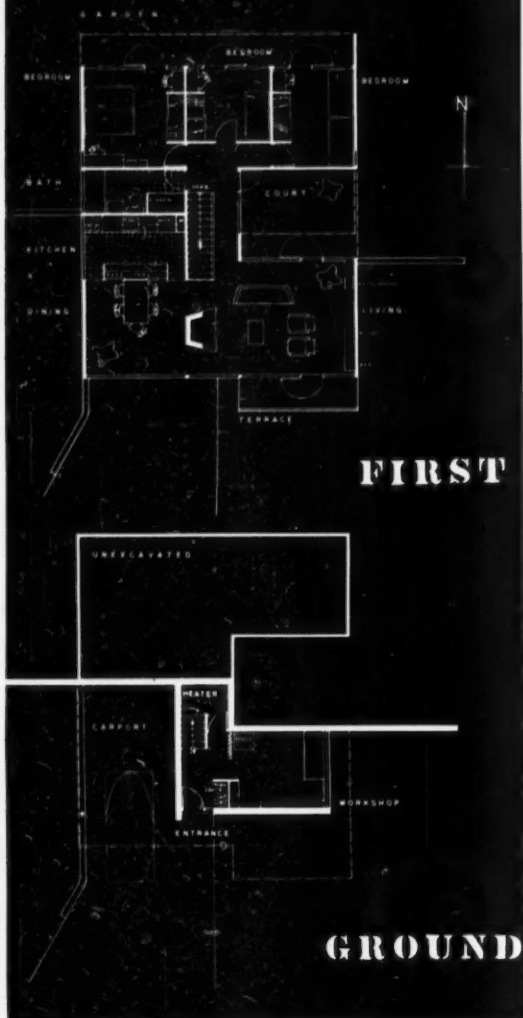 GARDEN
BEDROOM
BEDROOM
BEDROOM
N
BATH
COURT
KITCHEN
DINING
LIVING
TERRACE
FIRST
UNEXCAVATED
HEATER
CARPORT
WORKSHOP
ENTRANCE
GROUND